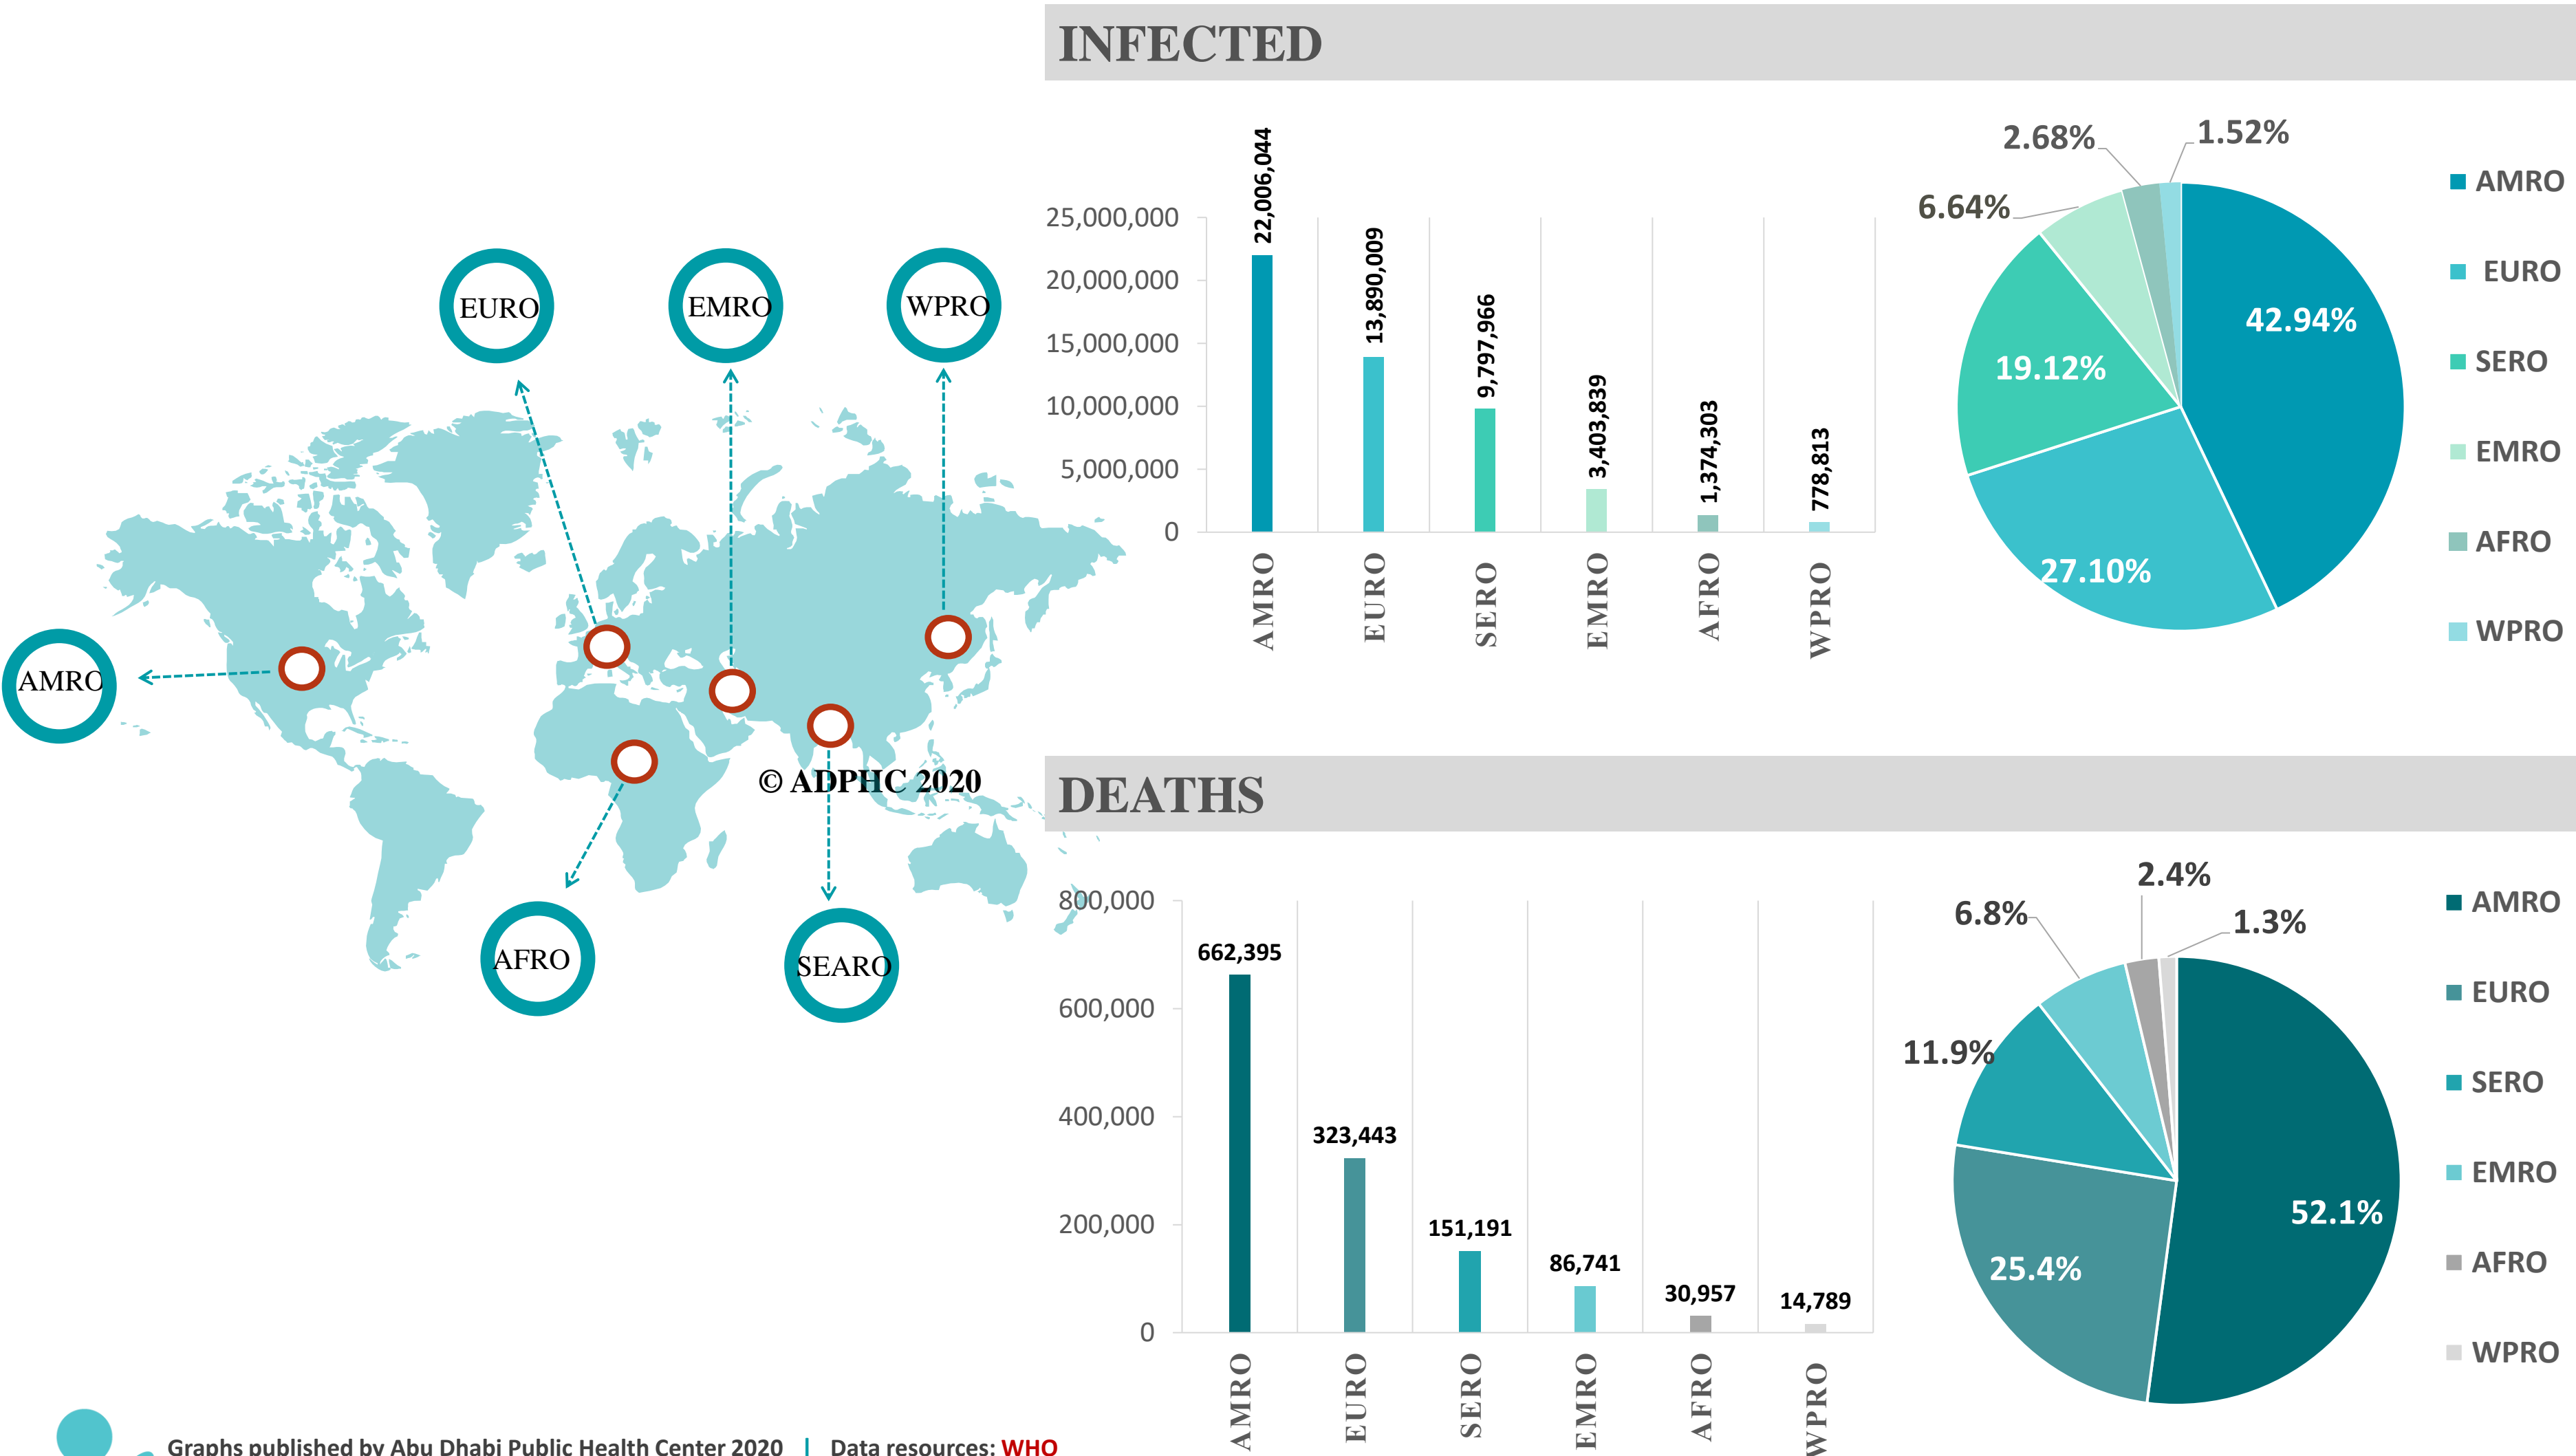 INFECTED
EURO
EMRO
WPRO
AMRO
AFRO
SEARO
© ADPHC 2020
25,000,000
20,000,000
15,000,000
10,000,000
5,000,000
0
22,006,044
13,890,009
9,797,966
3,403,839
1,374,303
778,813
AMRO
EURO
SERO
EMRO
AFRO
WPRO
2.68%
1.52%
6.64%
42.94%
19.12%
27.10%
AMRO
EURO
SERO
EMRO
AFRO
WPRO
DEATHS
800,000
600,000
400,000
200,000
0
662,395
323,443
151,191
86,741
30,957
14,789
AMRO
EURO
SERO
EMRO
AFRO
WPRO
2.4%
6.8%
1.3%
11.9%
52.1%
25.4%
AMRO
EURO
SERO
EMRO
AFRO
WPRO
Graphs published by Abu Dhabi Public Health Center 2020 | Data resources: WHO